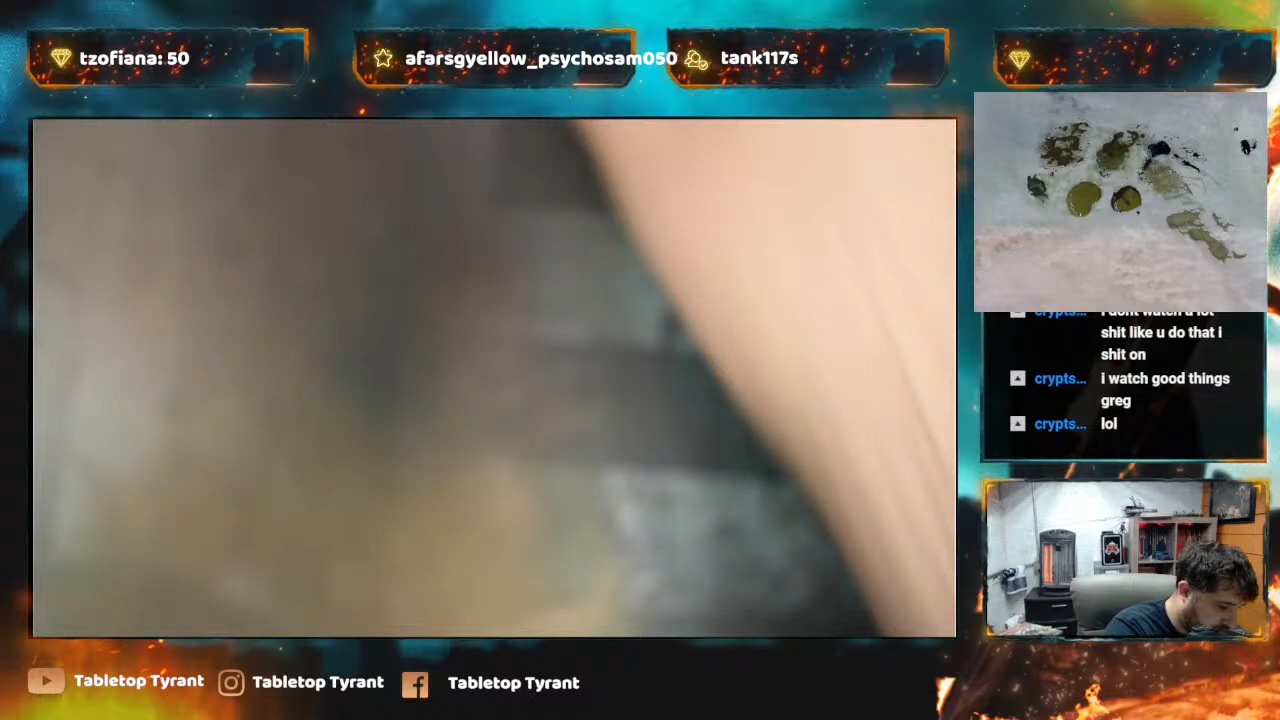 tzofiana: 50
afarsgyellow_psychosam050
tank117s
shit like u do that i
shit on
crypts... i watch good things
greg
crypts... lol
Tabletop Tyrant
Tabletop Tyrant
Tabletop Tyrant